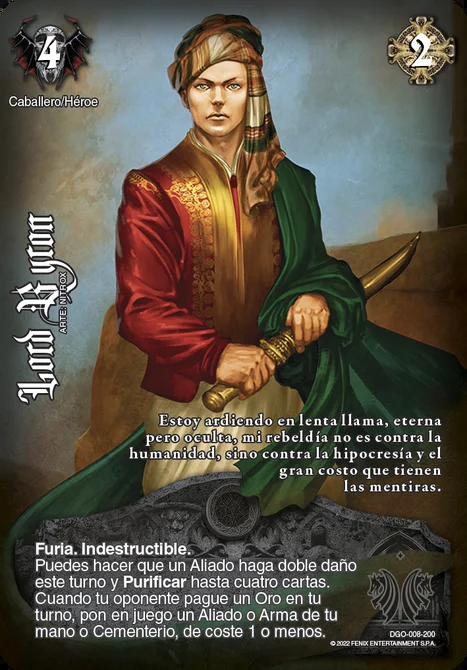 4
2
Caballero/Héroe
Lord Byron
ARTE: NITROX
Estoy ardiendo en lenta llama, eterna
pero oculta, mi rebeldía no es contra la
humanidad, sino contra la hipocresía y el
gran costo que tienen
las mentiras.
Furia. Indestructible.
Puedes hacer que un Aliado haga doble daño
este turno y Purificar hasta cuatro cartas.
Cuando tu oponente pague un Oro en tu
turno, pon en juego un Aliado o Arma de tu
mano o Cementerio, de coste 1 o menos.
DGO-008-200
© 2022 FENIX ENTERTAINMENT S.P.A.